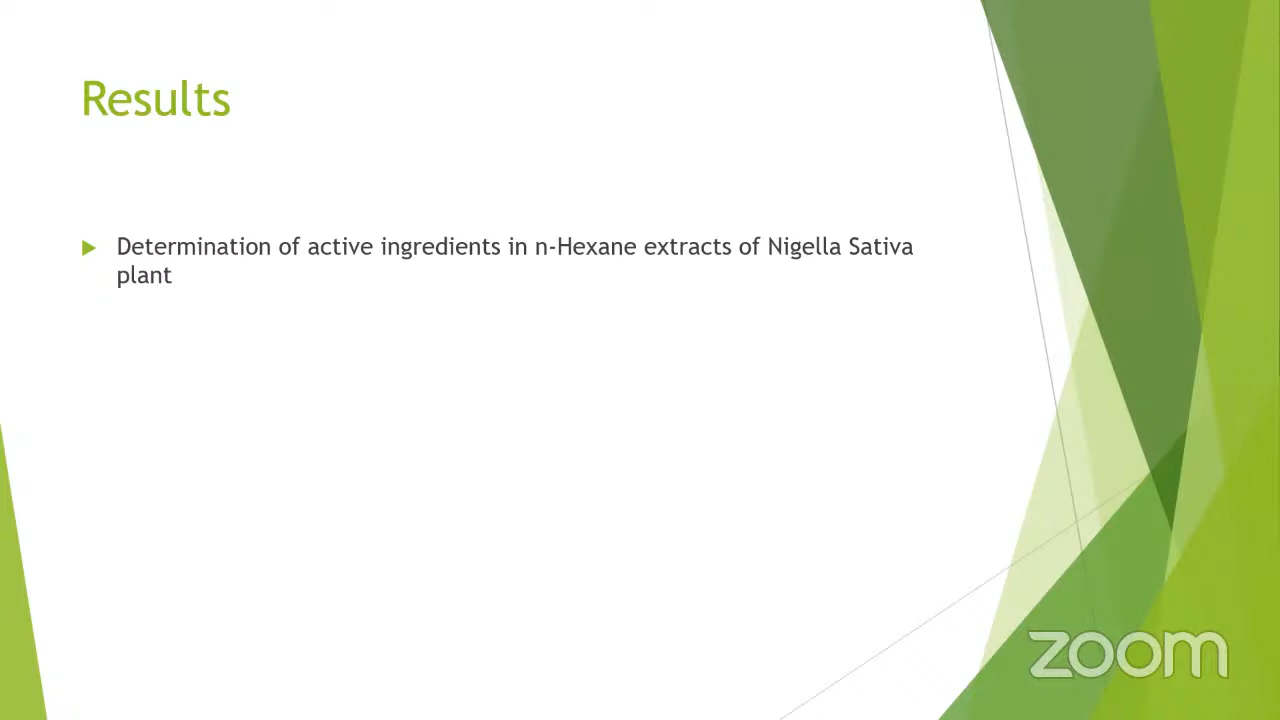 Results
Determination of active ingredients in n-Hexane extracts of Nigella Sativa
plant
zoom